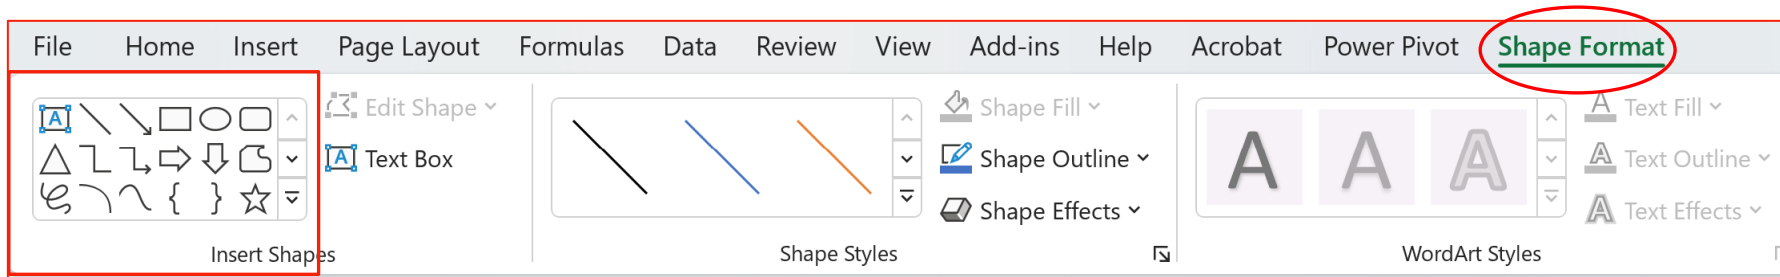 File Home Insert Page Layout Formulas Data Review View Add-ins Help Acrobat Power Pivot Shape Format
A
Edit Shape
A Text Box
Insert Shapes
Shape Fill
Shape Outline
Shape Effects
Shape Styles
A A A
A Text Fill
A Text Outline
A Text Effects
WordArt Styles